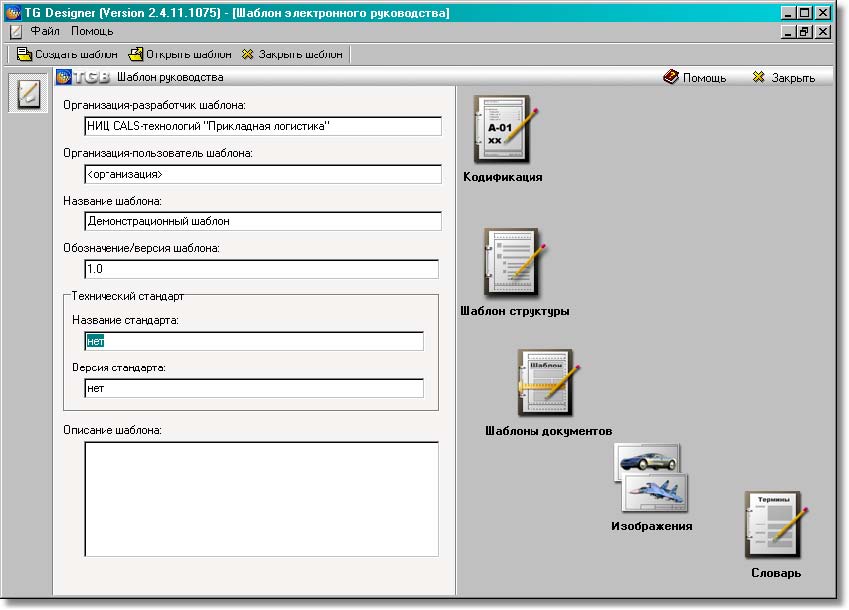 TG Designer (Version 2.4.11.1075) - [Шаблон электронного руководства]
Файл Помощь
Создать шаблон Открыть шаблон Закрыть шаблон
TGB Шаблон руководства Помощь Закрыть
Организация-разработчик шаблона:
НИЦ CALS-технологий "Прикладная логистика"
Организация-пользователь шаблона:
<организация>
Название шаблона:
Демонстрационный шаблон
Обозначение/версия шаблона:
1.0
Технический стандарт
Название стандарта:
нет
Версия стандарта:
нет
Описание шаблона:
A-01
xx
Кодификация
Шаблон структуры
Шаблон
Шаблоны документов
Изображения
Термины
Словарь